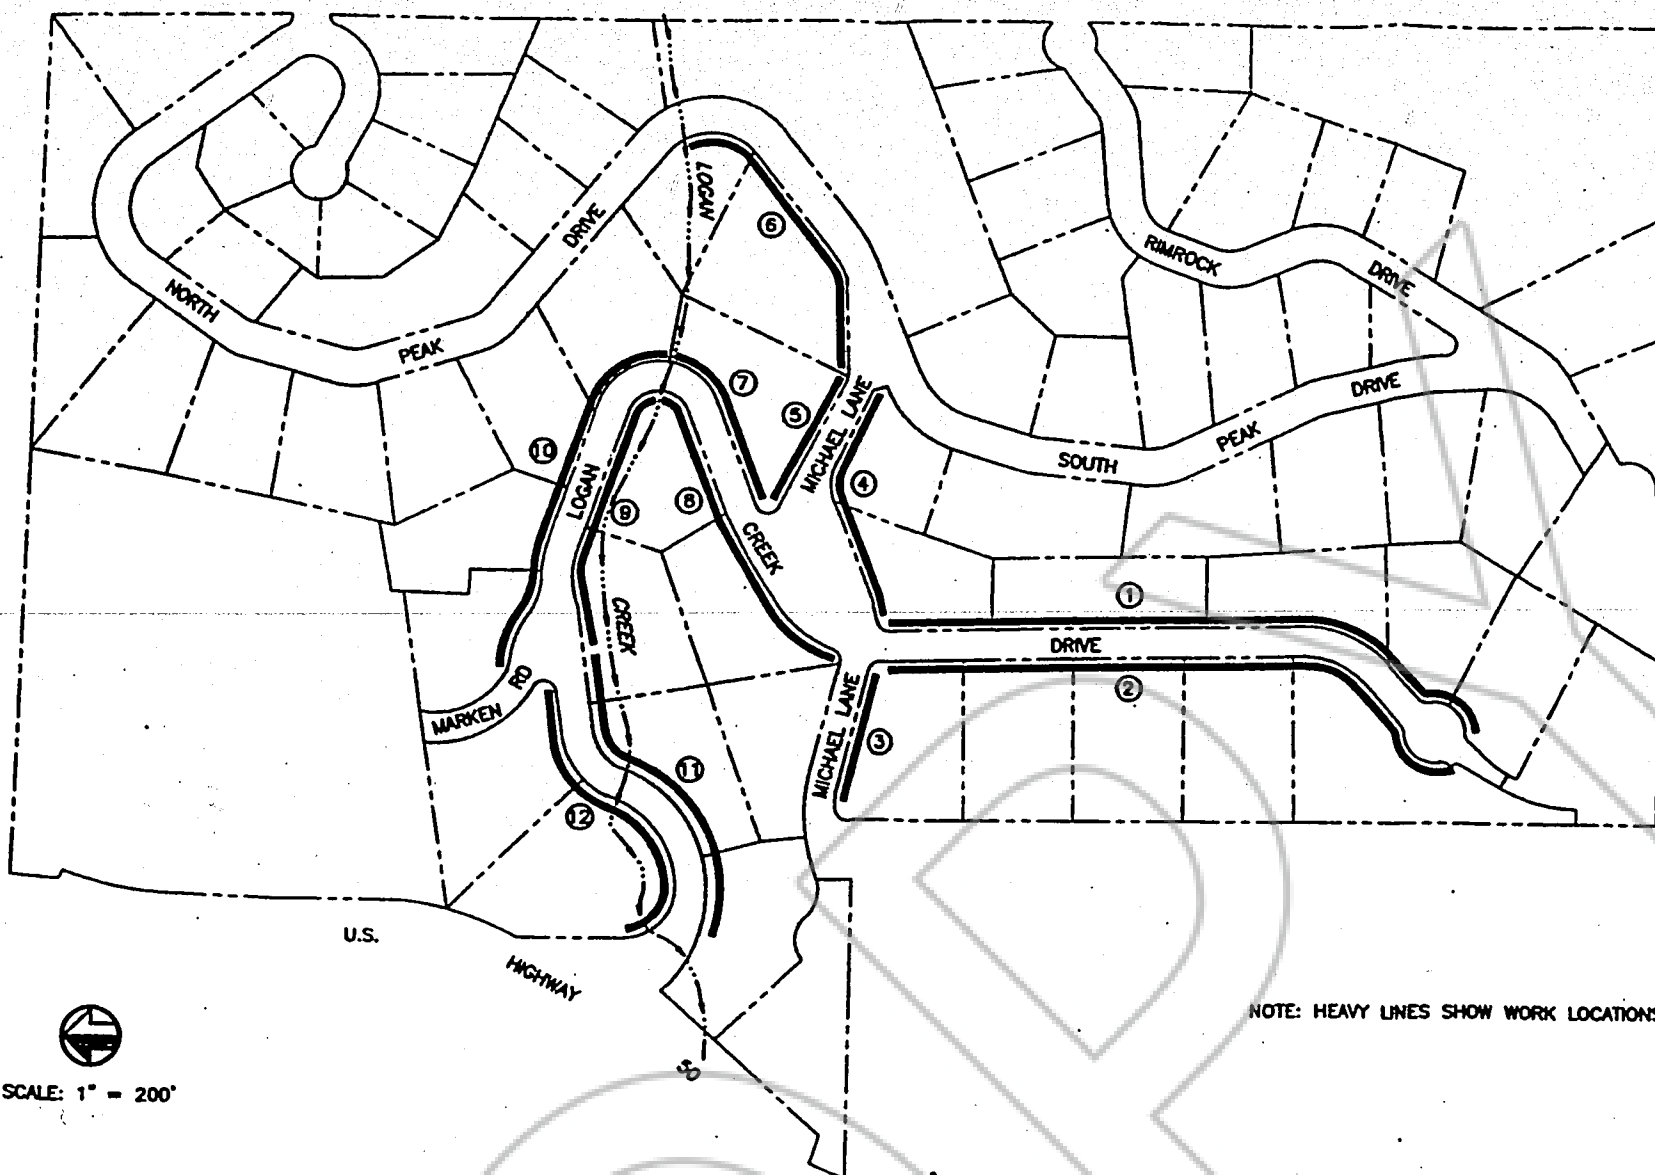 LOGAN
DRIVE
6
RIMROCK
DRIVE
NORTH
PEAK
7
5
MICHAEL LANE
DRIVE
PEAK
SOUTH
10
LOGAN
4
9
8
CREEK
1
CREEK
DRIVE
RD
MARKEN
2
MICHAEL LANE
3
11
12
U.S.
HIGHWAY
50
NOTE: HEAVY LINES SHOW WORK LOCATIONS
SCALE: 1" = 200'